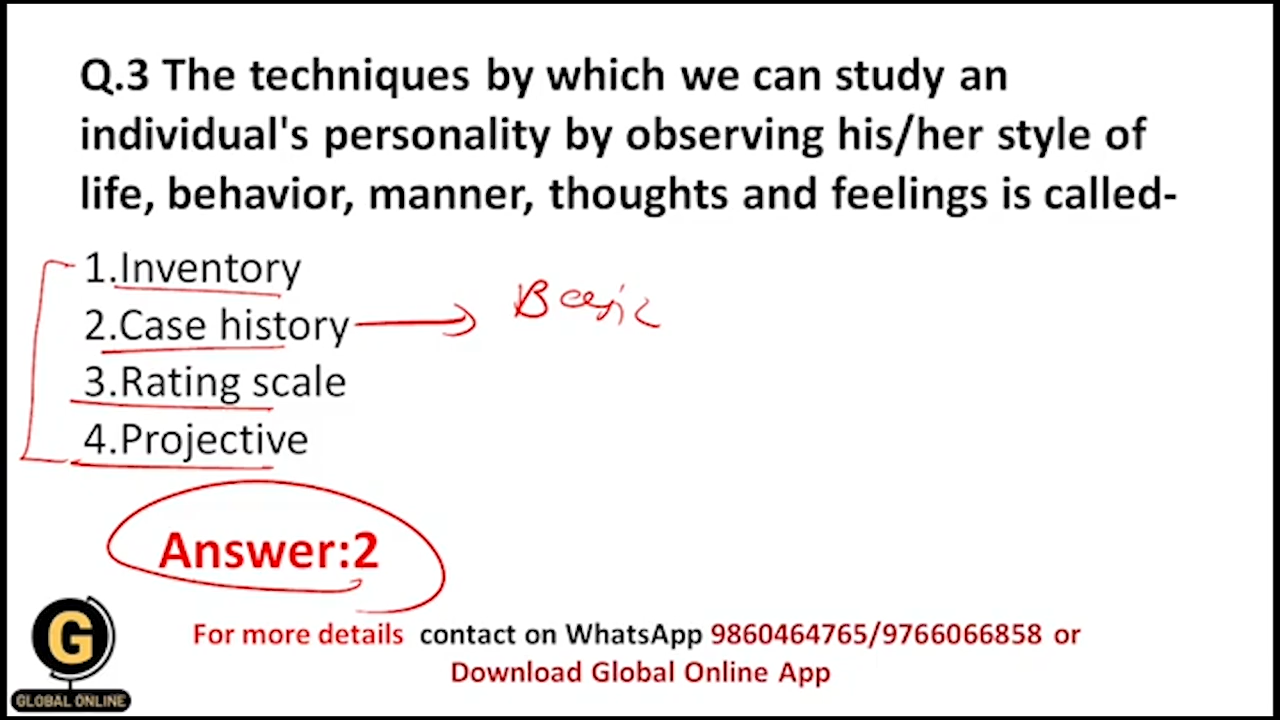 Q.3 The techniques by which we can study an
individual's personality by observing his/her style of
life, behavior, manner, thoughts and feelings is called-
1.Inventory
2.Case history
Basic
3.Rating scale
4.Projective
Answer:2
For more details contact on WhatsApp 9860464765/9766066858 or
Download Global Online App
G
GLOBAL ONLINE